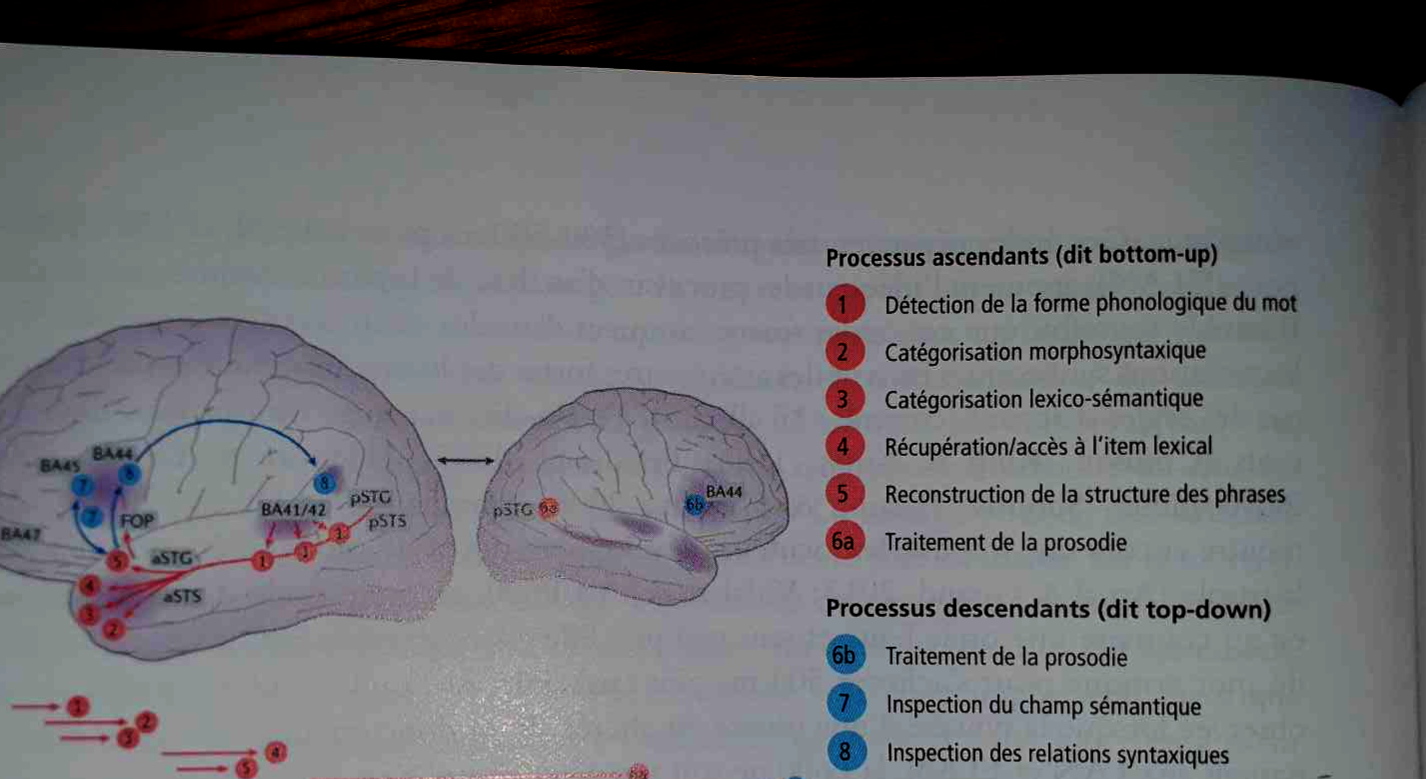 Processus ascendants (dit bottom-up)
1 Détection de la forme phonologique du mot
2 Catégorisation morphosyntaxique
3 Catégorisation lexico-sémantique
4 Récupération/accès à l'item lexical
5 Reconstruction de la structure des phrases
6a Traitement de la prosodie
Processus descendants (dit top-down)
6b Traitement de la prosodie
7 Inspection du champ sémantique
8 Inspection des relations syntaxiques
BA44
BA45
8
7
8
pSTG
BA41/42
pSTS
7
FOP
BA47
1
1
5
aSTG
1
4
aSTS
3
2
pSTG 6a
BA44
6b
1
2
3
4
5